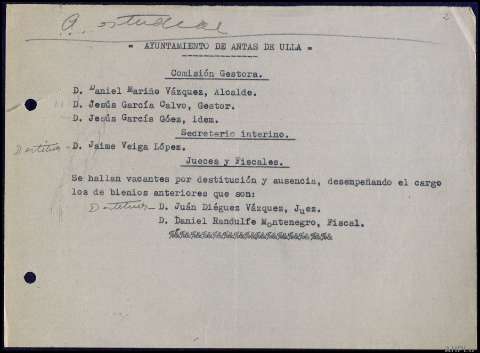 A estudiar
" AYUNTAMIENTO DE ANTAS DE ULLA "
Comisión Gestora.
D. Daniel Mariño Vázquez, Alcalde.
D. Jesús García Calvo, Gestor.
D. Jesús García Góez, idem.
Secretario interino.
D. Jaime Veiga López.
Jueces y Fiscales.
Se hallan vacantes por destitución y ausencia, desempeñando el cargo
los de bienios anteriores que son:
D. Juán Diéguez Vázquez, Juez.
D. Daniel Randulfe Montenegro, Fiscal.